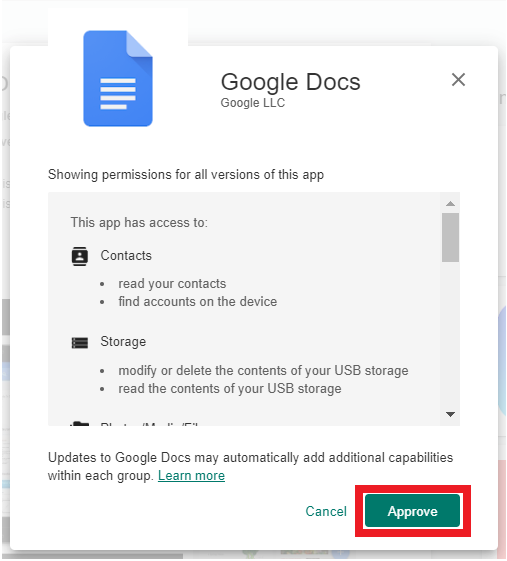 Google Docs
Google LLC
Showing permissions for all versions of this app
This app has access to:
Contacts
• read your contacts
• find accounts on the device
Storage
• modify or delete the contents of your USB storage
• read the contents of your USB storage
Photos/Media/Files
Updates to Google Docs may automatically add additional capabilities
within each group. Learn more
Cancel
Approve